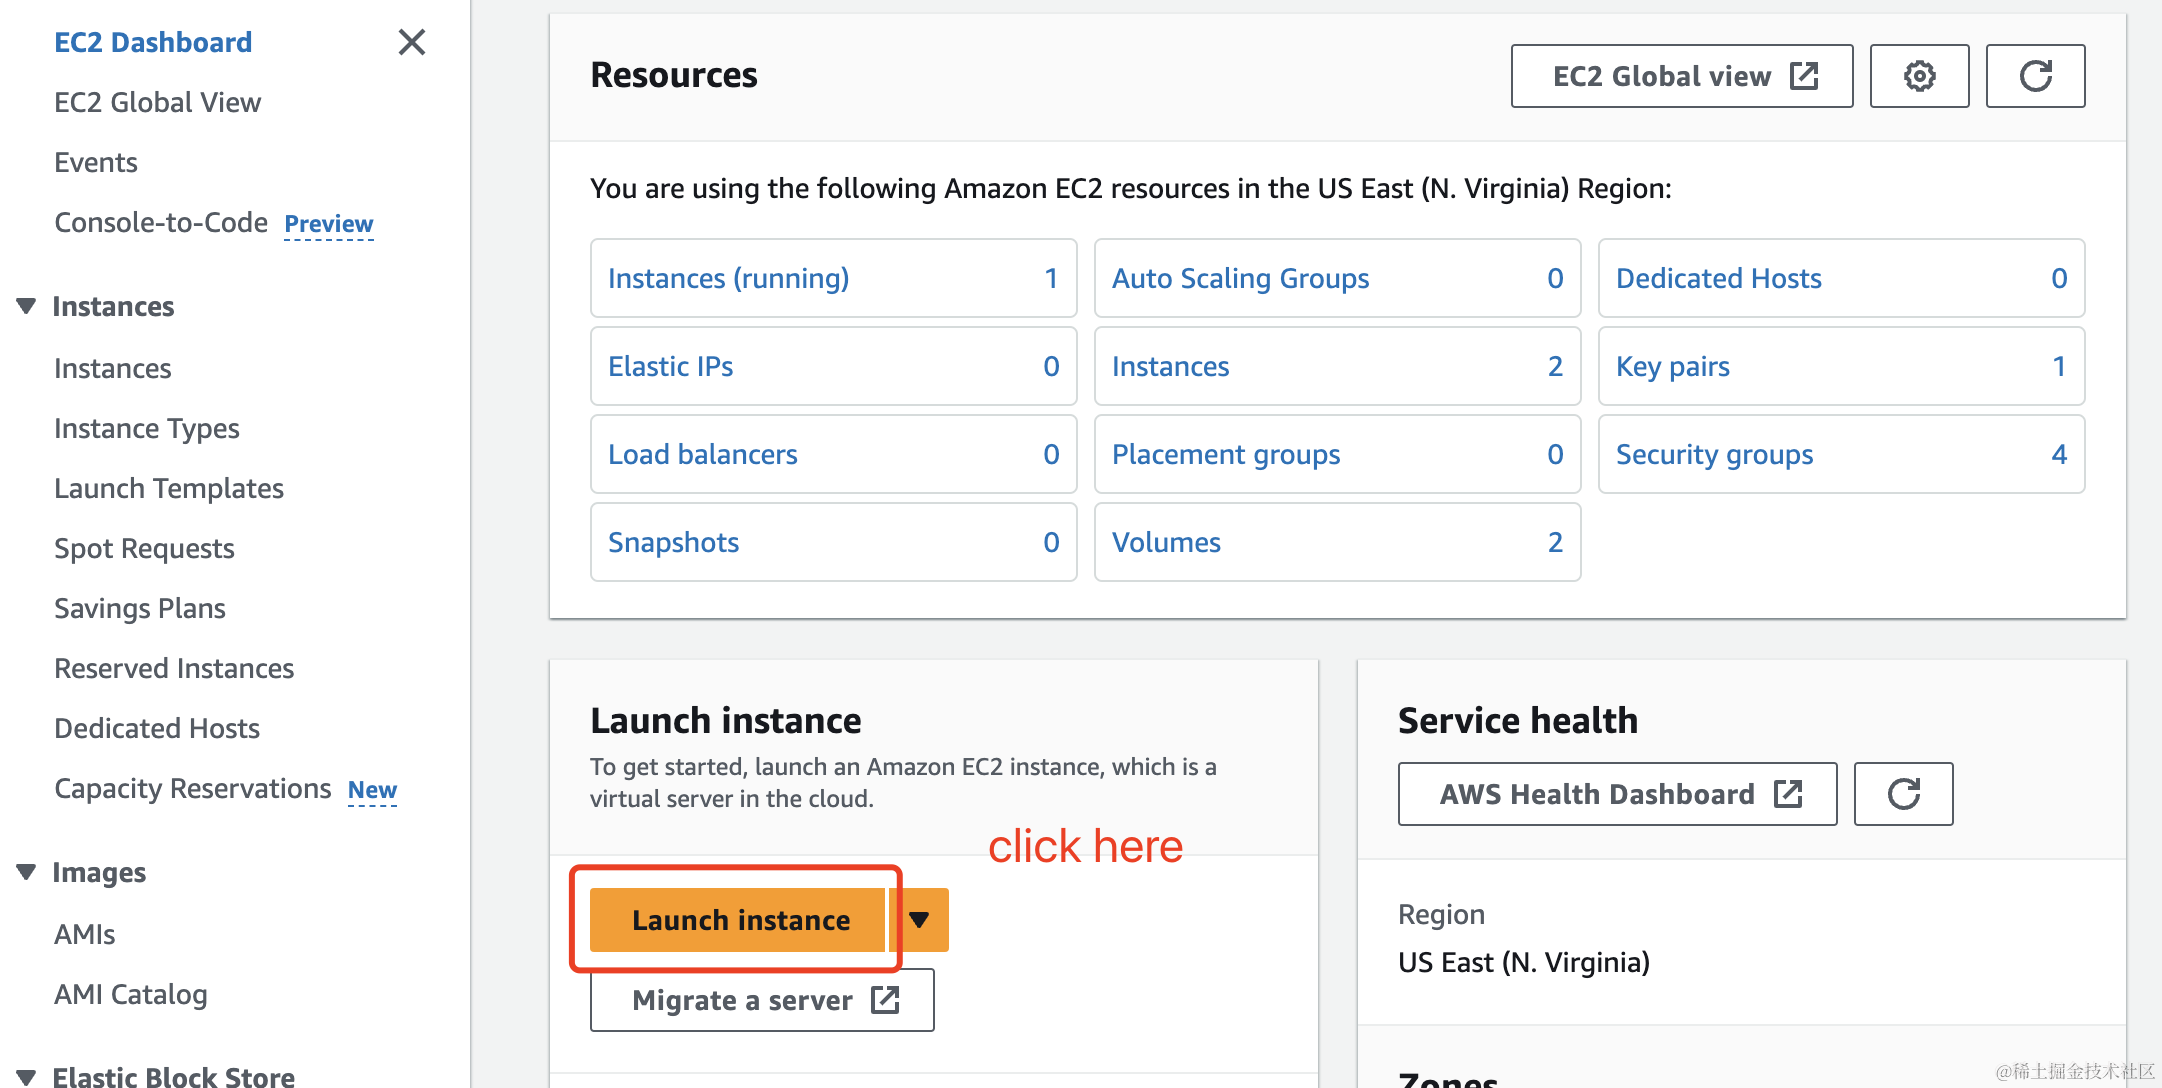 EC2 Dashboard
EC2 Global View
Events
Console-to-Code Preview
Instances
Instances
Instance Types
Launch Templates
Spot Requests
Savings Plans
Reserved Instances
Dedicated Hosts
Capacity Reservations New
Images
AMIs
AMI Catalog
Elastic Block Store
Resources
EC2 Global view
You are using the following Amazon EC2 resources in the US East (N. Virginia) Region:
Instances (running) 1
Auto Scaling Groups 0
Dedicated Hosts 0
Elastic IPs 0
Instances 2
Key pairs 1
Load balancers 0
Placement groups 0
Security groups 4
Snapshots 0
Volumes 2
Launch instance
To get started, launch an Amazon EC2 instance, which is a
virtual server in the cloud.
click here
Launch instance
Migrate a server
Service health
AWS Health Dashboard
Region
US East (N. Virginia)
Zones
@稀土掘金技术社区